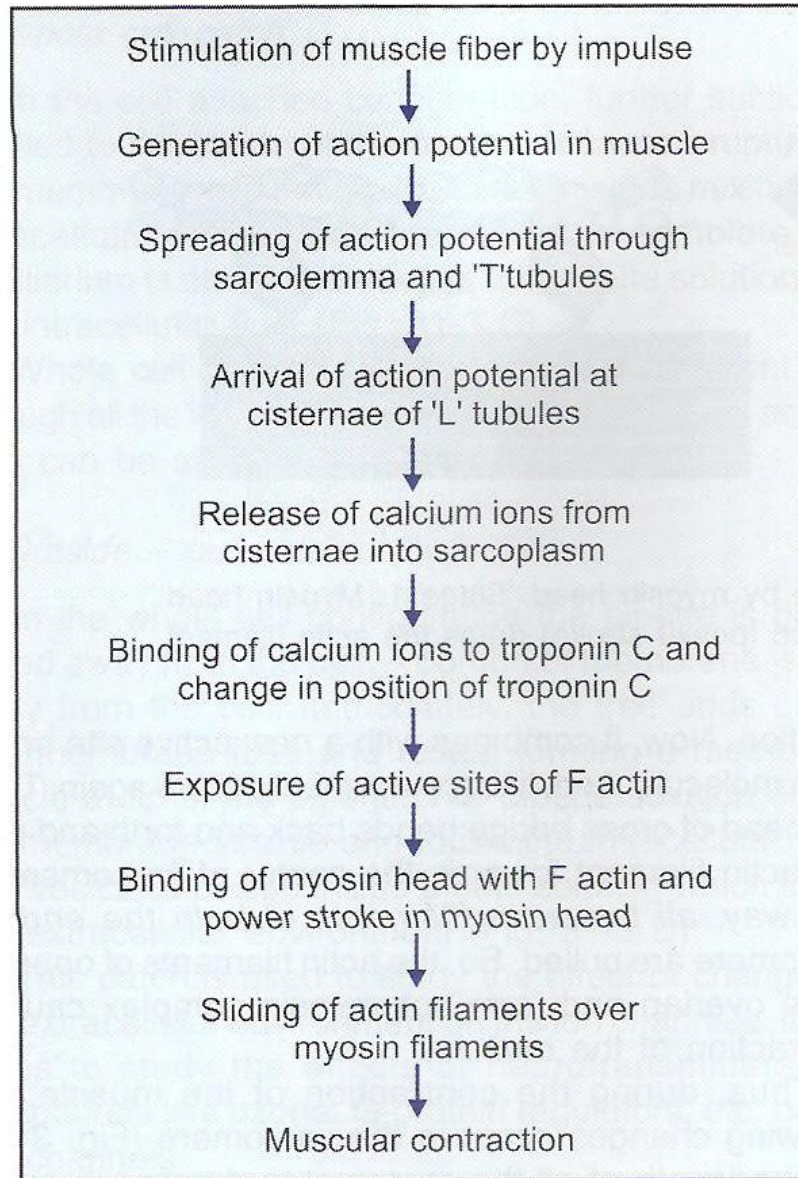 Stimulation of muscle fiber by impulse
Generation of action potential in muscle
Spreading of action potential through
sarcolemma and 'T'tubules
Arrival of action potential at
cisternae of 'L' tubules
Release of calcium ions from
cisternae into sarcoplasm
Binding of calcium ions to troponin C and
change in position of troponin C
Exposure of active sites of F actin
Binding of myosin head with F actin and
power stroke in myosin head
Sliding of actin filaments over
myosin filaments
Muscular contraction